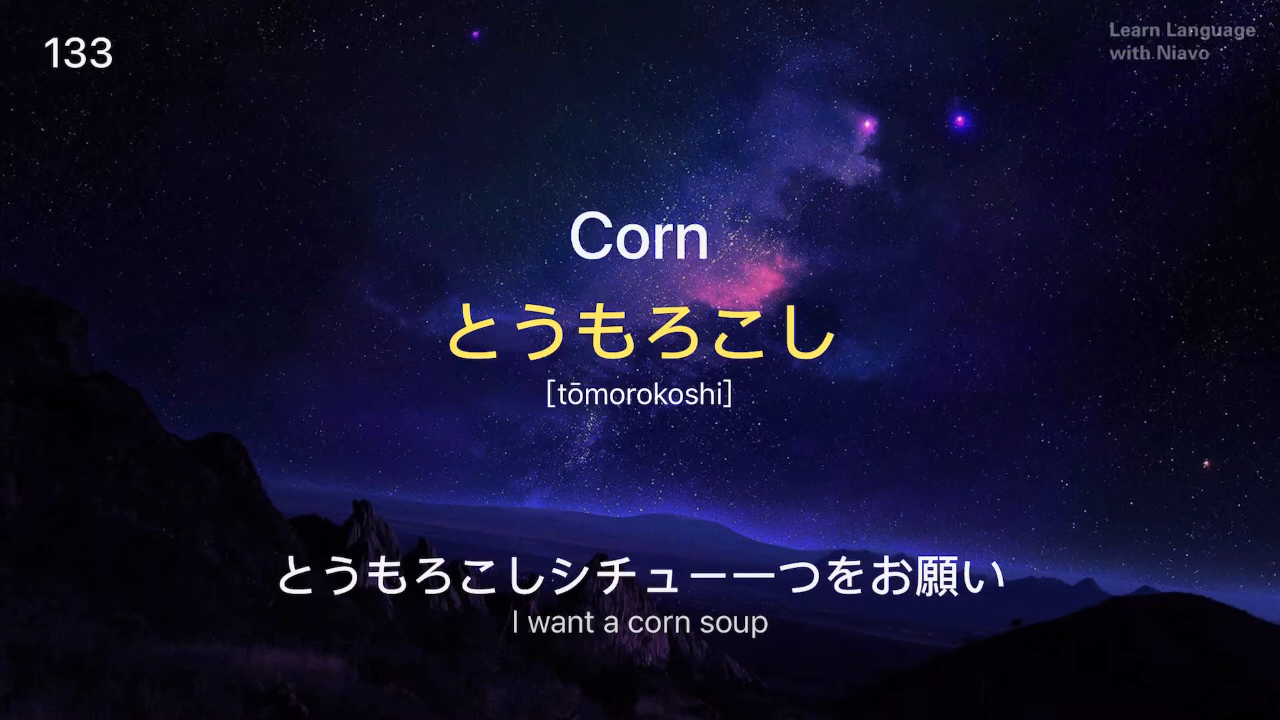 133
Learn Language
with Niavo
Corn
とうもろこし
[tōmorokoshi]
とうもろこしシチュー一つをお願い
I want a corn soup